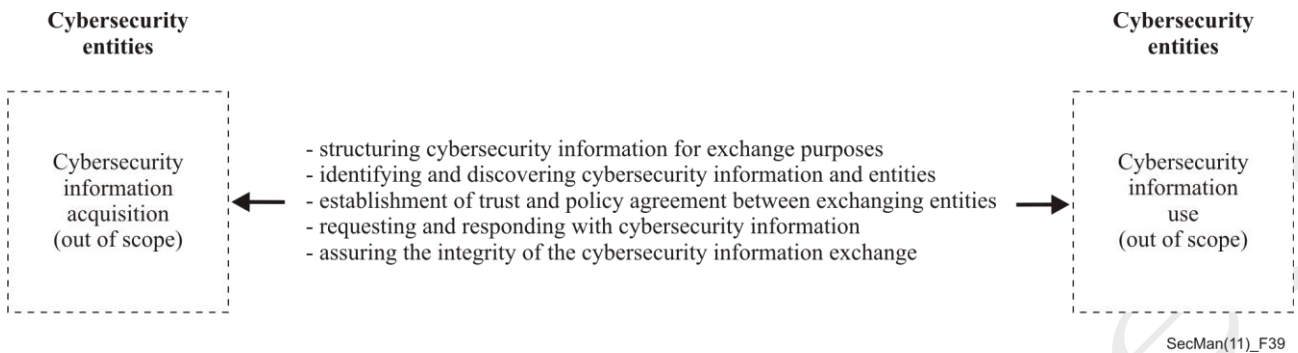 Cybersecurity
entities
Cybersecurity
entities
Cybersecurity
information
acquisition
(out of scope)
- structuring cybersecurity information for exchange purposes
- identifying and discovering cybersecurity information and entities
- establishment of trust and policy agreement between exchanging entities
- requesting and responding with cybersecurity information
- assuring the integrity of the cybersecurity information exchange
Cybersecurity
information
use
(out of scope)
SecMan(11)_F39